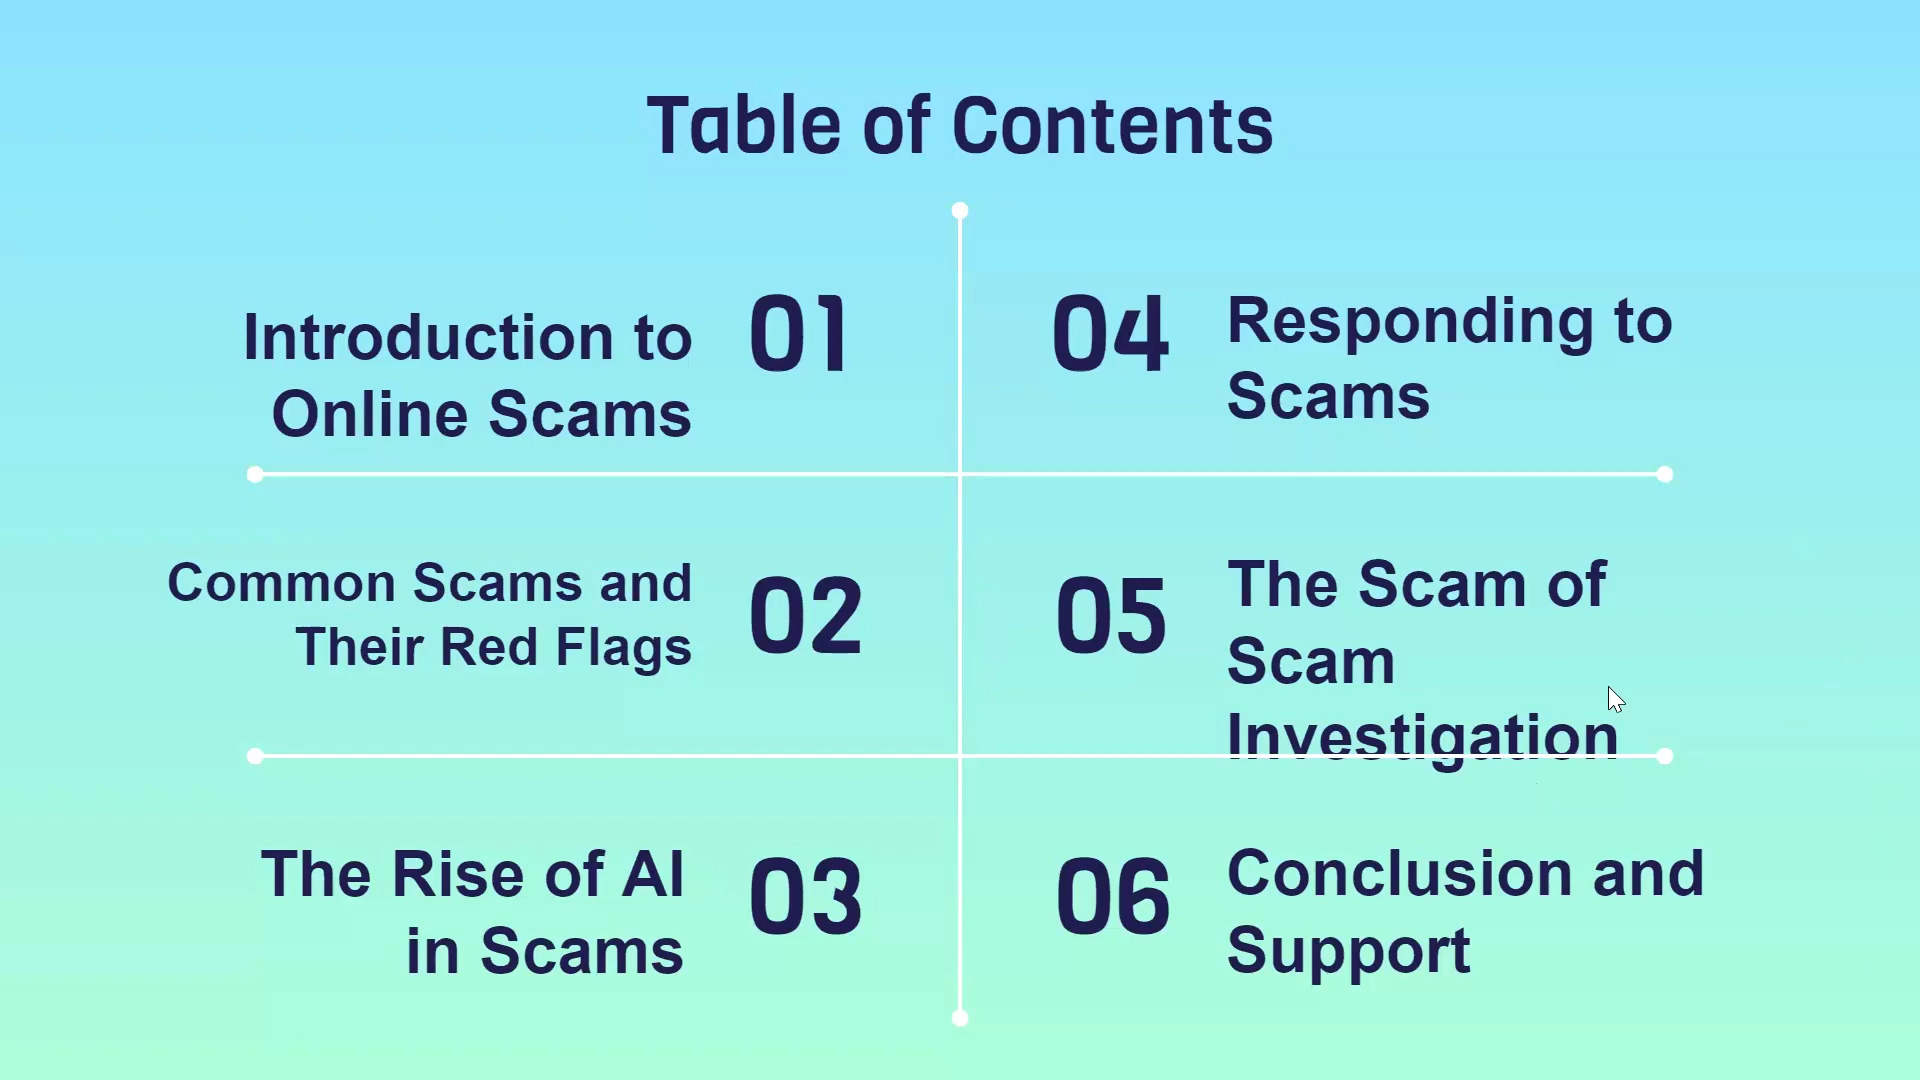 Table of Contents
01
Introduction to
Online Scams
02
Common Scams and
Their Red Flags
03
The Rise of AI
in Scams
04
Responding to
Scams
05
The Scam of
Scam
Investigation
06
Conclusion and
Support